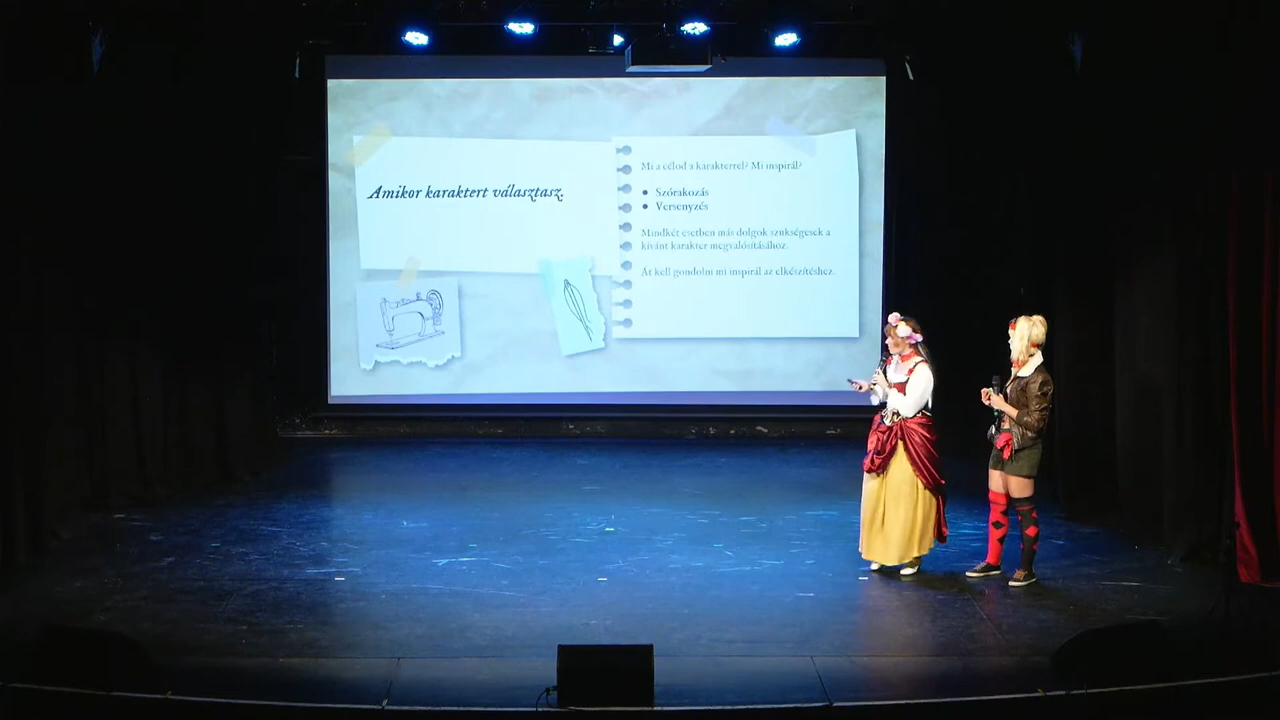 Amikor karaktert választasz.
Mi a célod a karakterrel? Mi inspirál?
Szórakozás
Versenyzés
Mindkét esetben más dolgok szükségesek a
kívánt karakter megvalósításához.
Át kell gondolni mi inspirál az elkészítéshez.